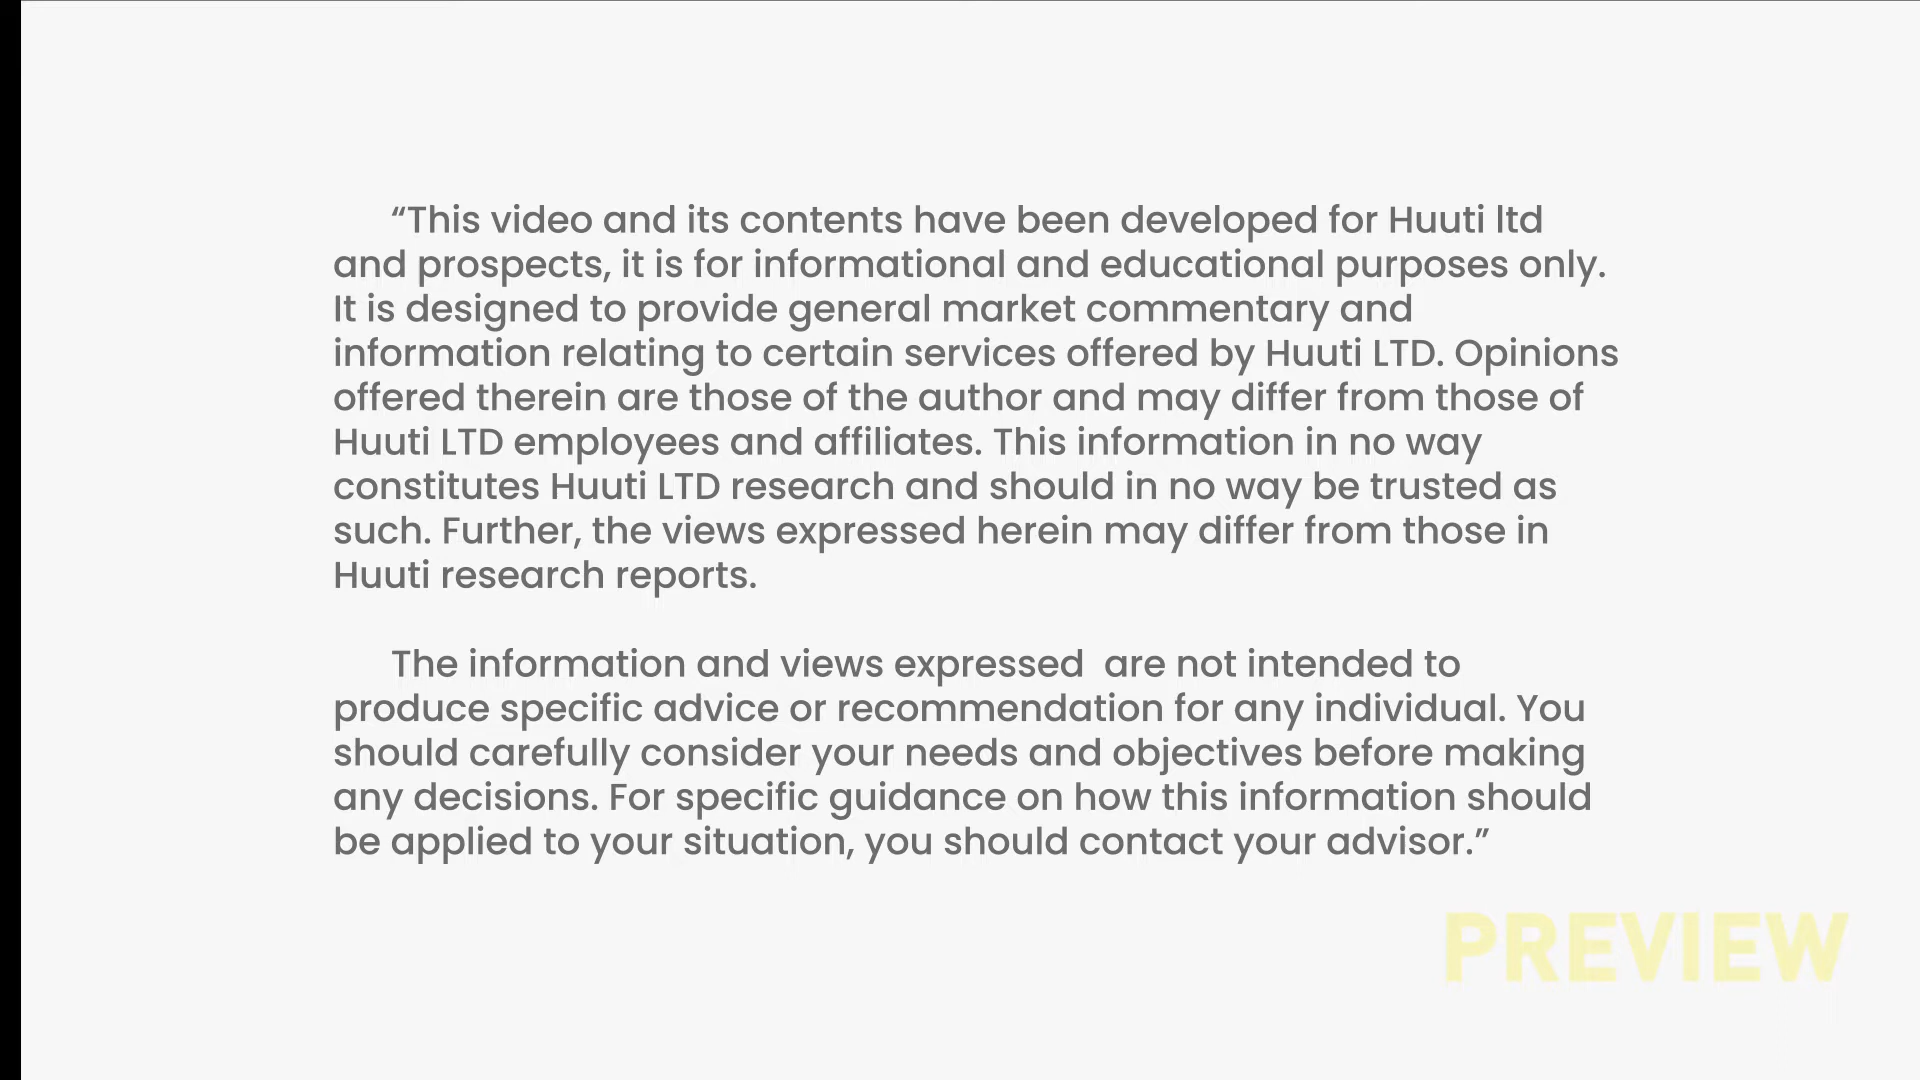 “This video and its contents have been developed for Huuti ltd
and prospects, it is for informational and educational purposes only.
It is designed to provide general market commentary and
information relating to certain services offered by Huuti LTD. Opinions
offered therein are those of the author and may differ from those of
Huuti LTD employees and affiliates. This information in no way
constitutes Huuti LTD research and should in no way be trusted as
such. Further, the views expressed herein may differ from those in
Huuti research reports.
The information and views expressed  are not intended to
produce specific advice or recommendation for any individual. You
should carefully consider your needs and objectives before making
any decisions. For specific guidance on how this information should
be applied to your situation, you should contact your advisor.”
PREVIEW